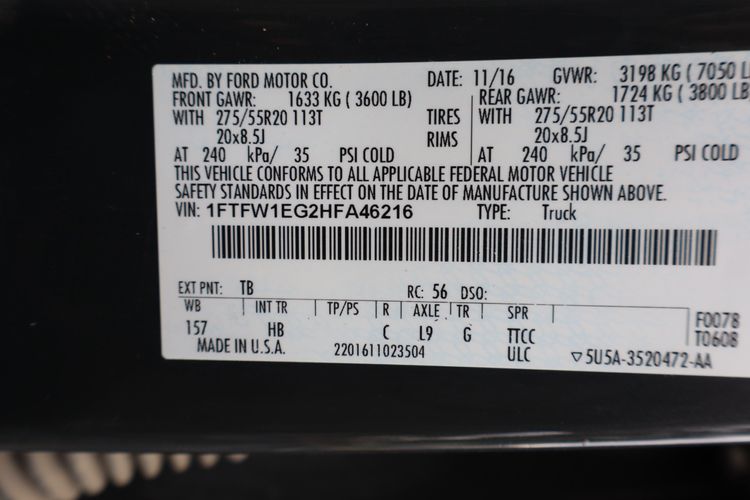 MFD. BY FORD MOTOR CO. DATE: 11/16 GVWR: 3198 KG ( 7050 L
FRONT GAWR: 1633 KG ( 3600 LB) REAR GAWR: 1724 KG ( 3800 LB)
WITH 275/55R20 113T TIRES WITH 275/55R20 113T
20x8.5J RIMS 20x8.5J
AT 240 kPa/ 35 PSI COLD AT 240 kPa/ 35 PSI COLD
THIS VEHICLE CONFORMS TO ALL APPLICABLE FEDERAL MOTOR VEHICLE
SAFETY STANDARDS IN EFFECT ON THE DATE OF MANUFACTURE SHOWN ABOVE.
VIN: 1FTFW1EG2HFA46216 TYPE: Truck
EXT PNT: TB RC: 56 DSO:
WB INT TR TP/PS R AXLE TR SPR
157 HB C L9 G TTCC
F0078
T0608
MADE IN U.S.A. 2201611023504 ULC ▽5U5A-3520472-AA